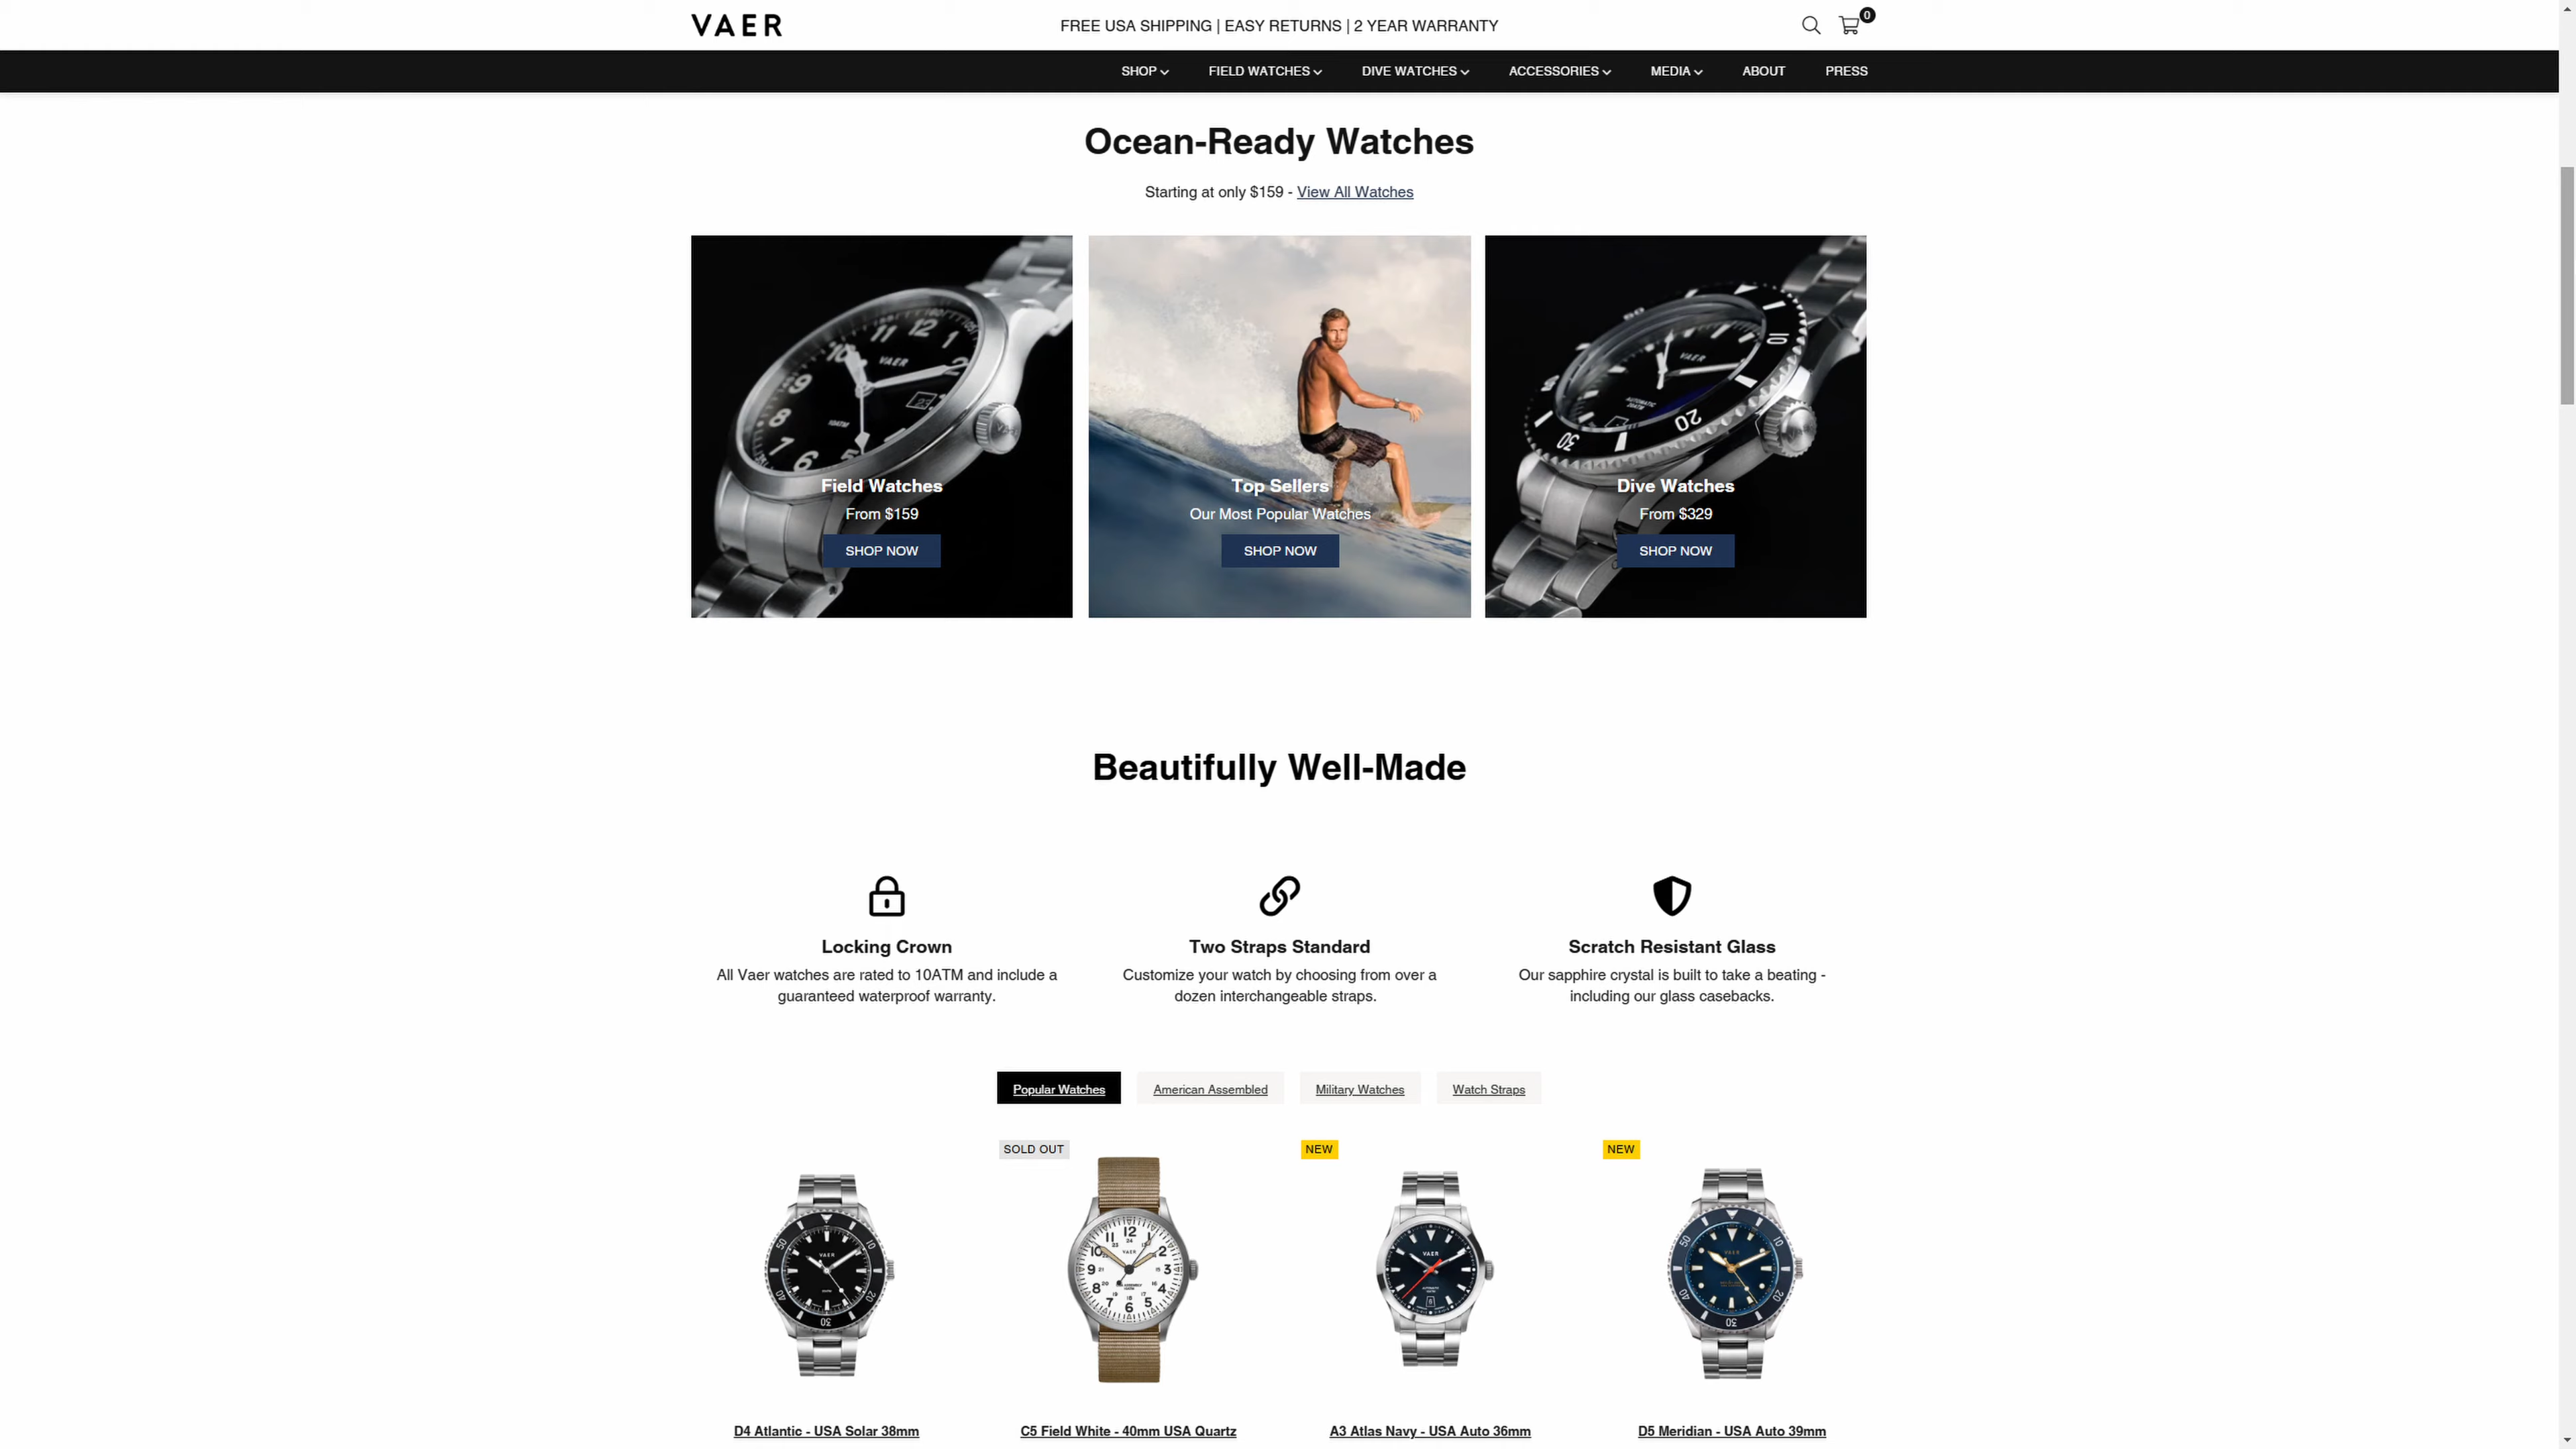 VAER
FREE USA SHIPPING | EASY RETURNS | 2 YEAR WARRANTY
0
SHOP
FIELD WATCHES
DIVE WATCHES
ACCESSORIES
MEDIA
ABOUT
PRESS
Ocean-Ready Watches
Starting at only $159 - View All Watches
Field Watches
From $159
SHOP NOW
Top Sellers
Our Most Popular Watches
SHOP NOW
Dive Watches
From $329
SHOP NOW
Beautifully Well-Made
Locking Crown
All Vaer watches are rated to 10ATM and include a
guaranteed waterproof warranty.
Two Straps Standard
Customize your watch by choosing from over a
dozen interchangeable straps.
Scratch Resistant Glass
Our sapphire crystal is built to take a beating -
including our glass casebacks.
Popular Watches
American Assembled
Military Watches
Watch Straps
SOLD OUT
NEW
NEW
D4 Atlantic - USA Solar 38mm
C5 Field White - 40mm USA Quartz
A3 Atlas Navy - USA Auto 36mm
D5 Meridian - USA Auto 39mm